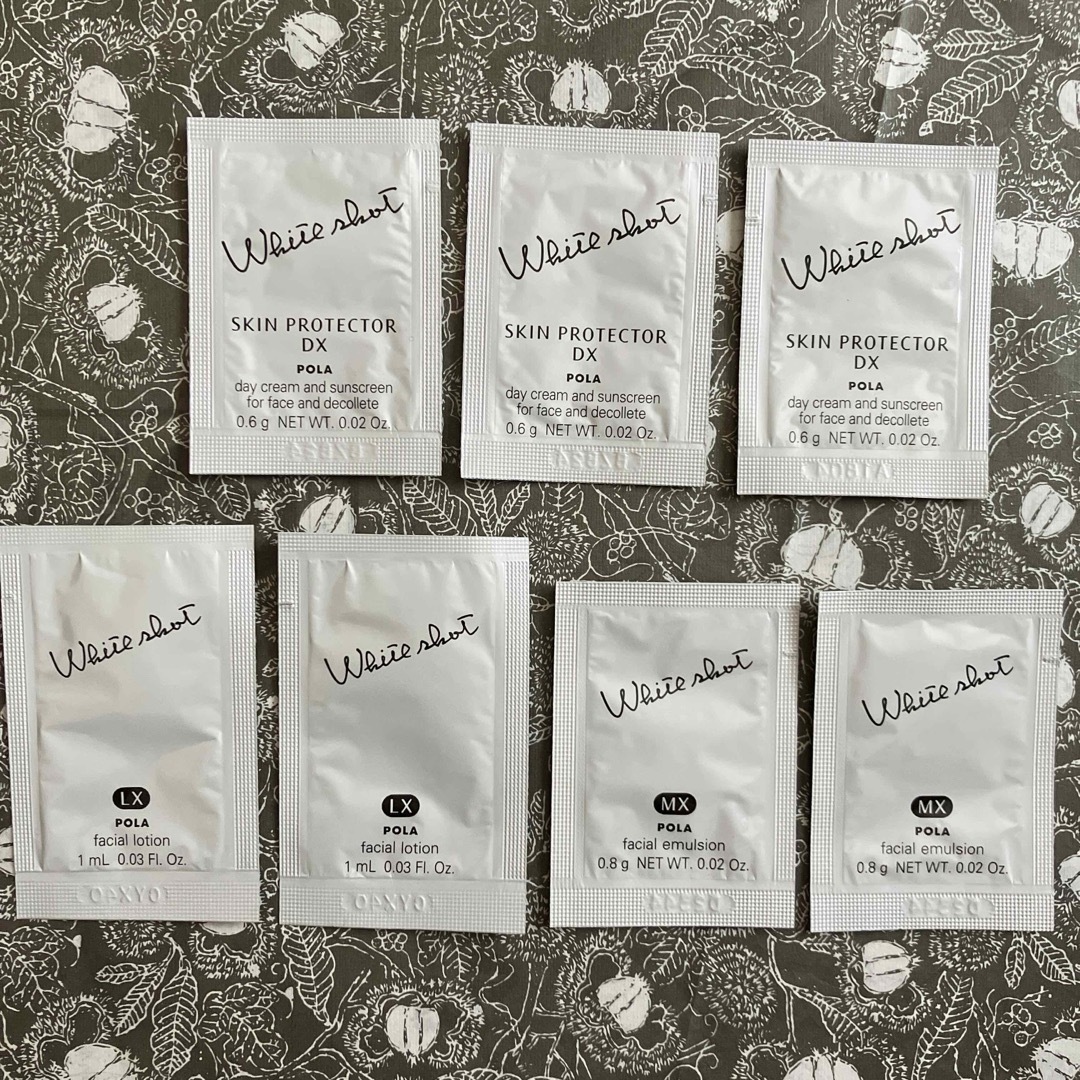 White shot
SKIN PROTECTOR
DX
POLA
day cream and sunscreen
for face and decollete
0.6 g NET WT. 0.02 Oz.
White shot
SKIN PROTECTOR
DX
POLA
day cream and sunscreen
for face and decollete
0.6 g NET WT. 0.02 Oz.
White shot
SKIN PROTECTOR
DX
POLA
day cream and sunscreen
for face and decollete
0.6 g NET WT. 0.02 Oz.
White shot
LX
POLA
facial lotion
1 mL 0.03 Fl. Oz.
White shot
LX
POLA
facial lotion
1 mL 0.03 Fl. Oz.
White shot
MX
POLA
facial emulsion
0.8 g NET WT. 0.02 Oz.
White shot
MX
POLA
facial emulsion
0.8 g NET WT. 0.02 Oz.